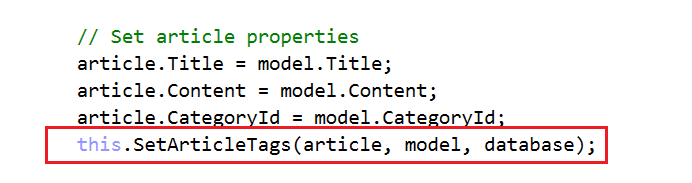 // Set article properties
article.Title = model.Title;
article.Content = model.Content;
article.CategoryId = model.CategoryId;
this.SetArticleTags(article, model, database);